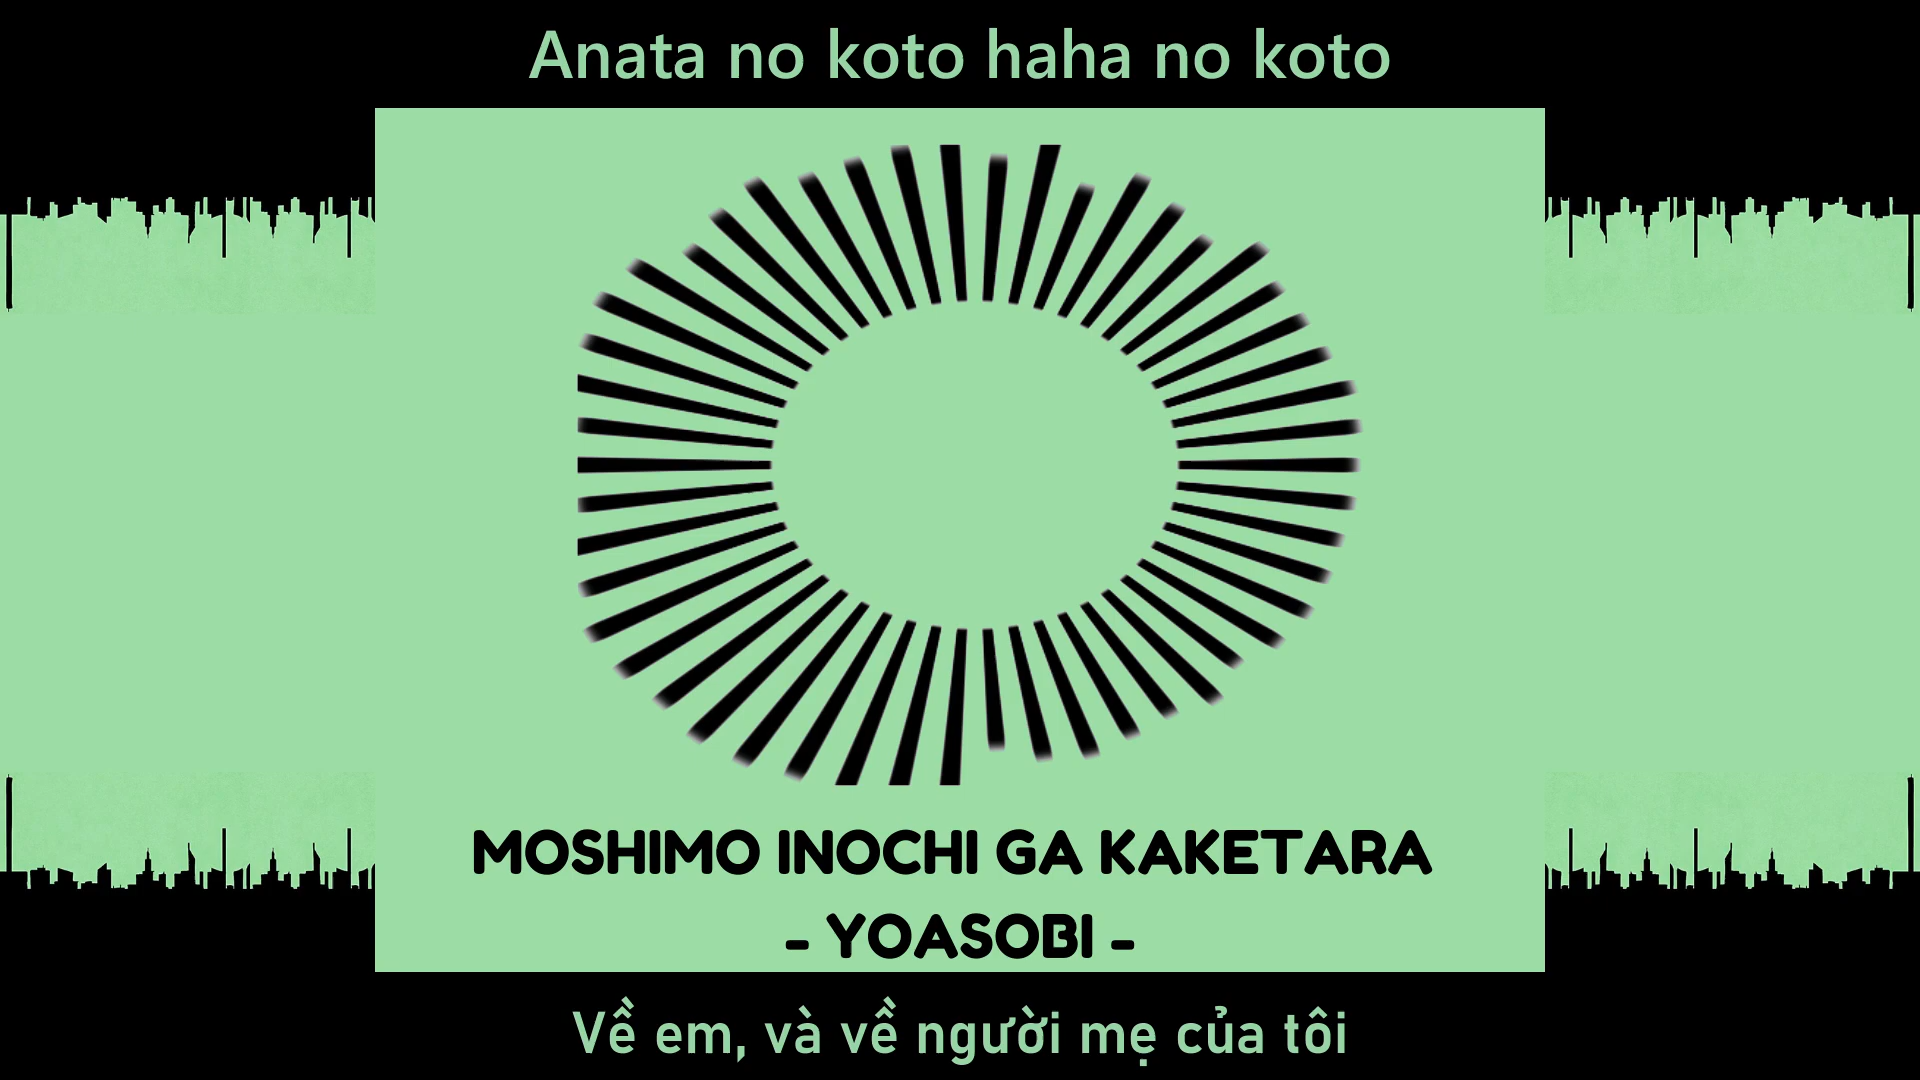 Anata no koto haha no koto
MOSHIMO INOCHI GA KAKETARA
- YOASOBI -
Về em, và về người mẹ của tôi